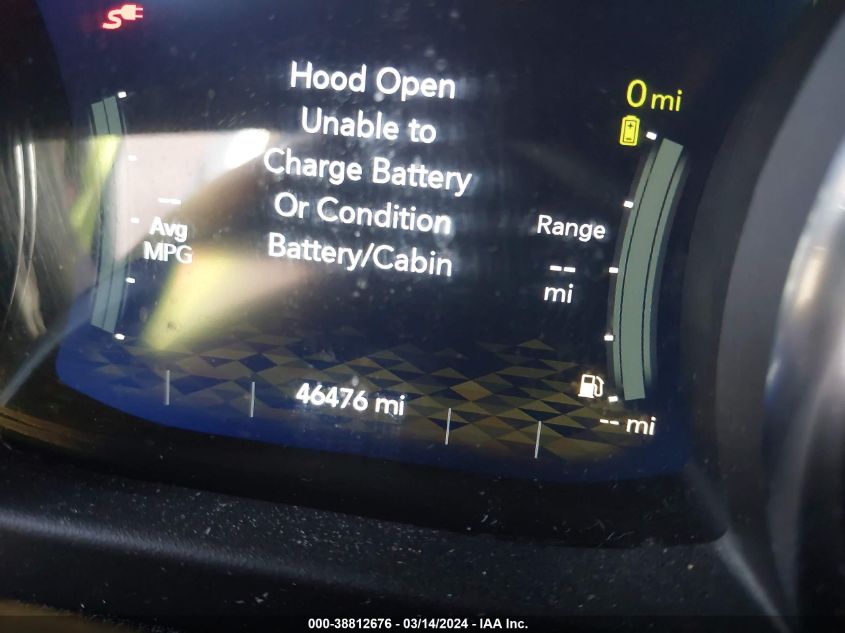 Hood Open
Unable to
Charge Battery
Or Condition
Battery/Cabin
0 mi
--
Avg
MPG
Range
--
mi
46476 mi
-- mi
000-38812676 - 03/14/2024 - IAA Inc.